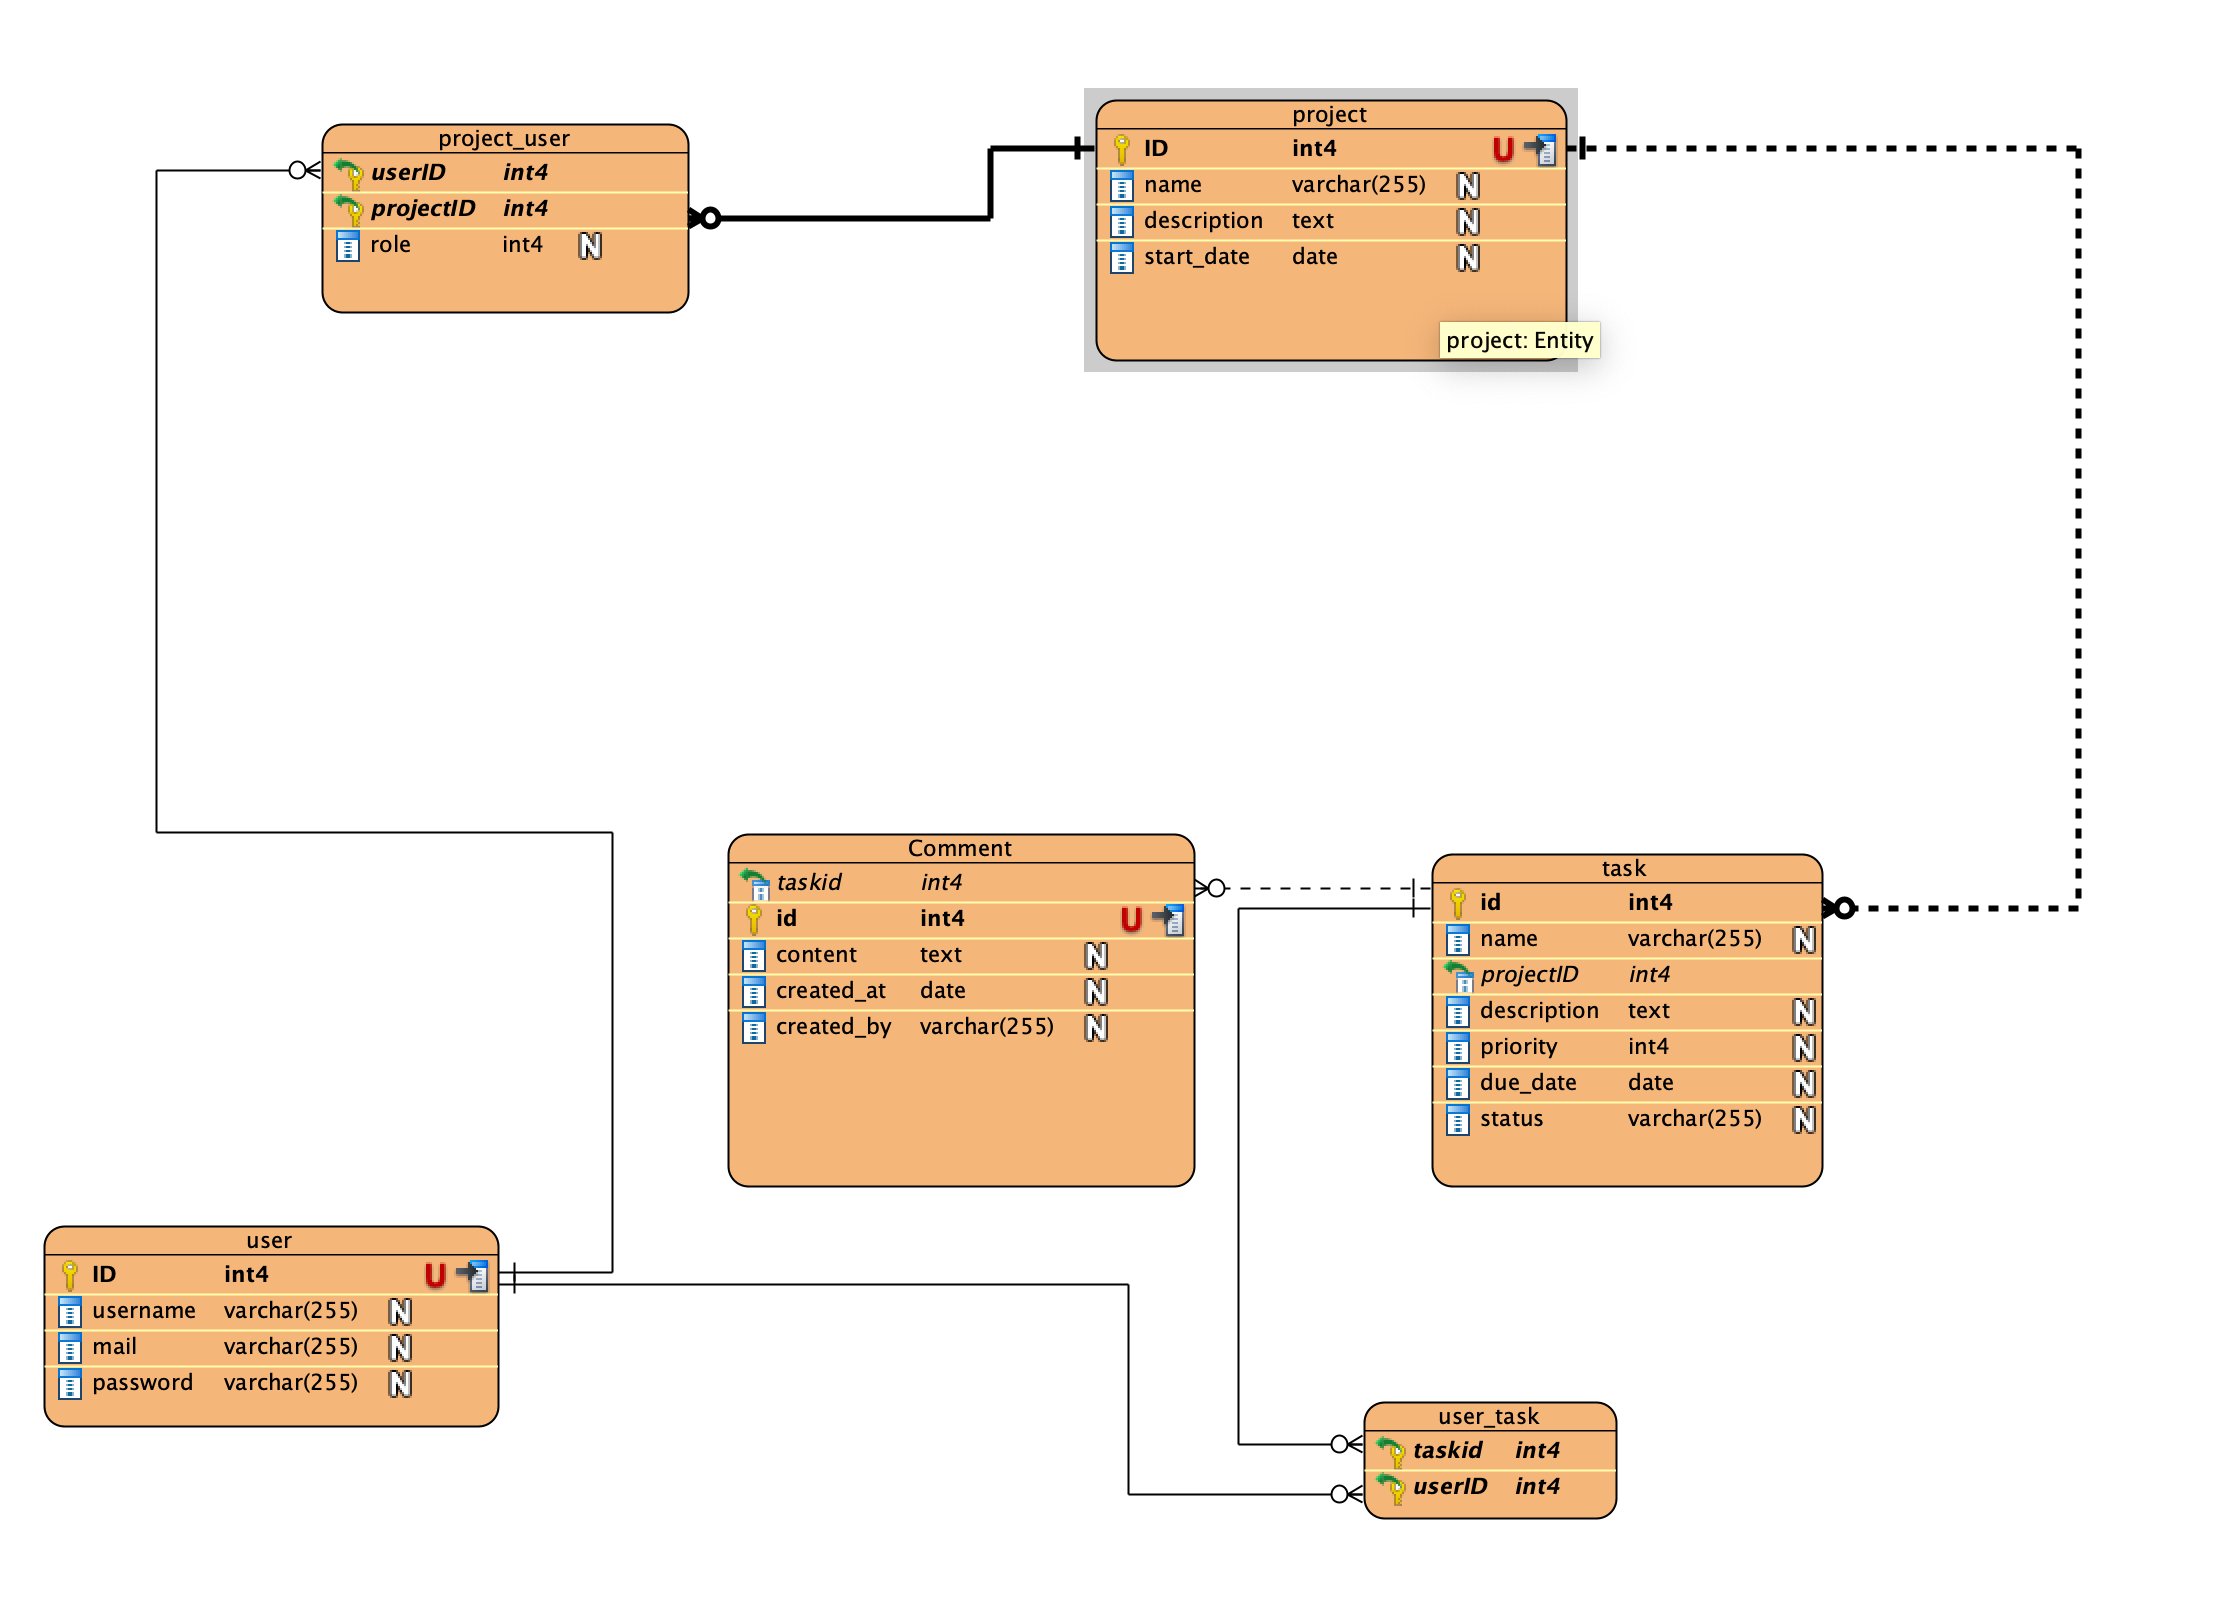 project_user
userID int4
projectID int4
role int4 N
project
ID int4 U
name varchar(255) N
description text N
start_date date N
project: Entity
Comment
taskid int4
id int4 U
content text N
created_at date N
created_by varchar(255) N
task
id int4
name varchar(255) N
projectID int4
description text N
priority int4 N
due_date date N
status varchar(255) N
user
ID int4 U
username varchar(255) N
mail varchar(255) N
password varchar(255) N
user_task
taskid int4
userID int4